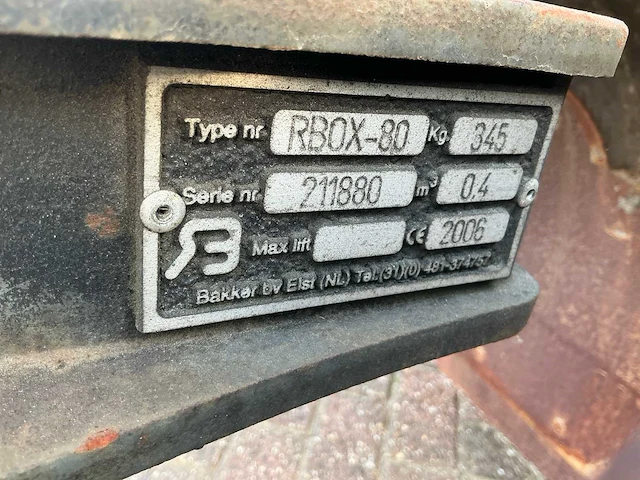 Type nr RBOX-80 Kg. 345
Serie nr 211880 m³ 0.4
Max lift CE 2006
Bakker bv Elst (NL) Tel.(31)(0) 481-374757